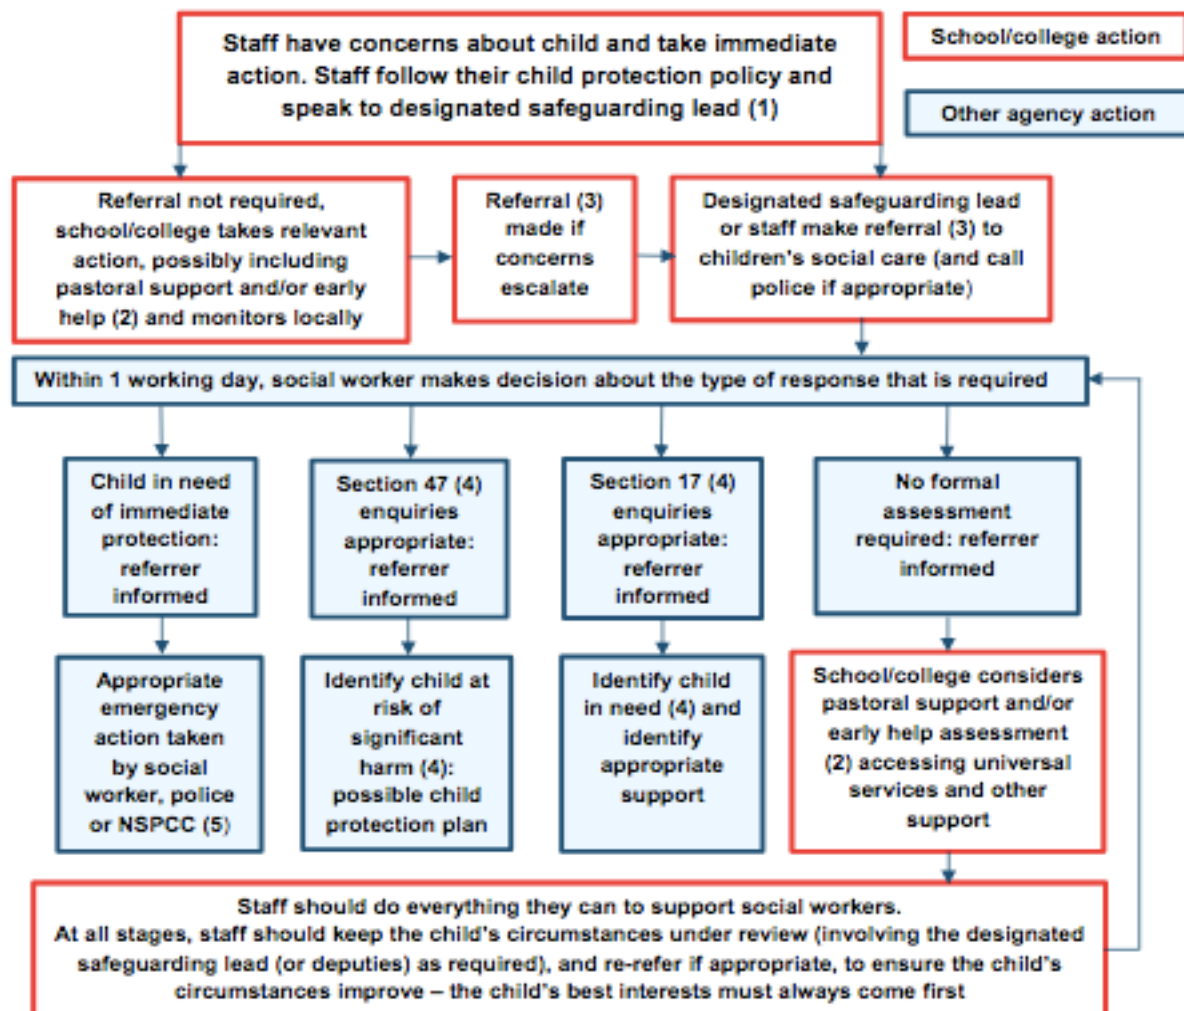 Staff have concerns about child and take immediate
action. Staff follow their child protection policy and
speak to designated safeguarding lead (1)
School/college action
Other agency action
Referral not required,
school/college takes relevant
action, possibly including
pastoral support and/or early
help (2) and monitors locally
Referral (3)
made if
concerns
escalate
Designated safeguarding lead
or staff make referral (3) to
children's social care (and call
police if appropriate)
Within 1 working day, social worker makes decision about the type of response that is required
Child in need
of immediate
protection:
referrer
informed
Section 47 (4)
enquiries
appropriate:
referrer
informed
Section 17 (4)
enquiries
appropriate:
referrer
informed
No formal
assessment
required: referrer
informed
Appropriate
emergency
action taken
by social
worker, police
or NSPCC (5)
Identify child at
risk of
significant
harm (4):
possible child
protection plan
Identify child
in need (4) and
identify
appropriate
support
School/college considers
pastoral support and/or
early help assessment
(2) accessing universal
services and other
support
Staff should do everything they can to support social workers.
At all stages, staff should keep the child's circumstances under review (involving the designated
safeguarding lead (or deputies) as required), and re-refer if appropriate, to ensure the child's
circumstances improve – the child's best interests must always come first